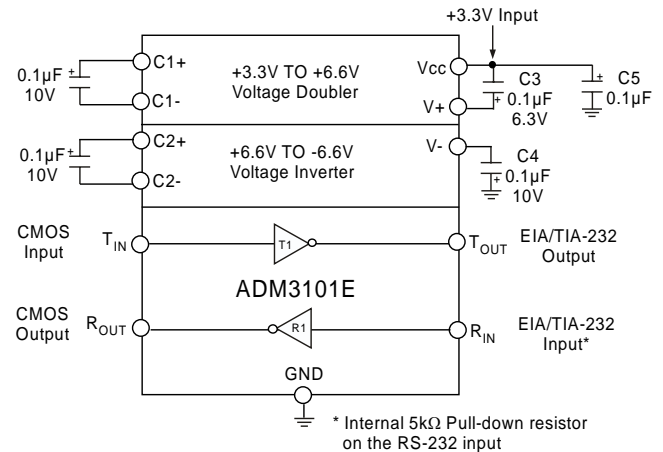 +3.3V Input
0.1µF
10V
+
C1+
C1-
+3.3V TO +6.6V
Voltage Doubler
Vcc
V+
C3
0.1µF
6.3V
+
C5
0.1µF
+
0.1µF
10V
+
C2+
C2-
+6.6V TO -6.6V
Voltage Inverter
V-
C4
0.1µF
10V
+
CMOS
Input
TIN
T1
TOUT
EIA/TIA-232
Output
ADM3101E
CMOS
Output
ROUT
R1
RIN
EIA/TIA-232
Input*
GND
* Internal 5kΩ Pull-down resistor
on the RS-232 input